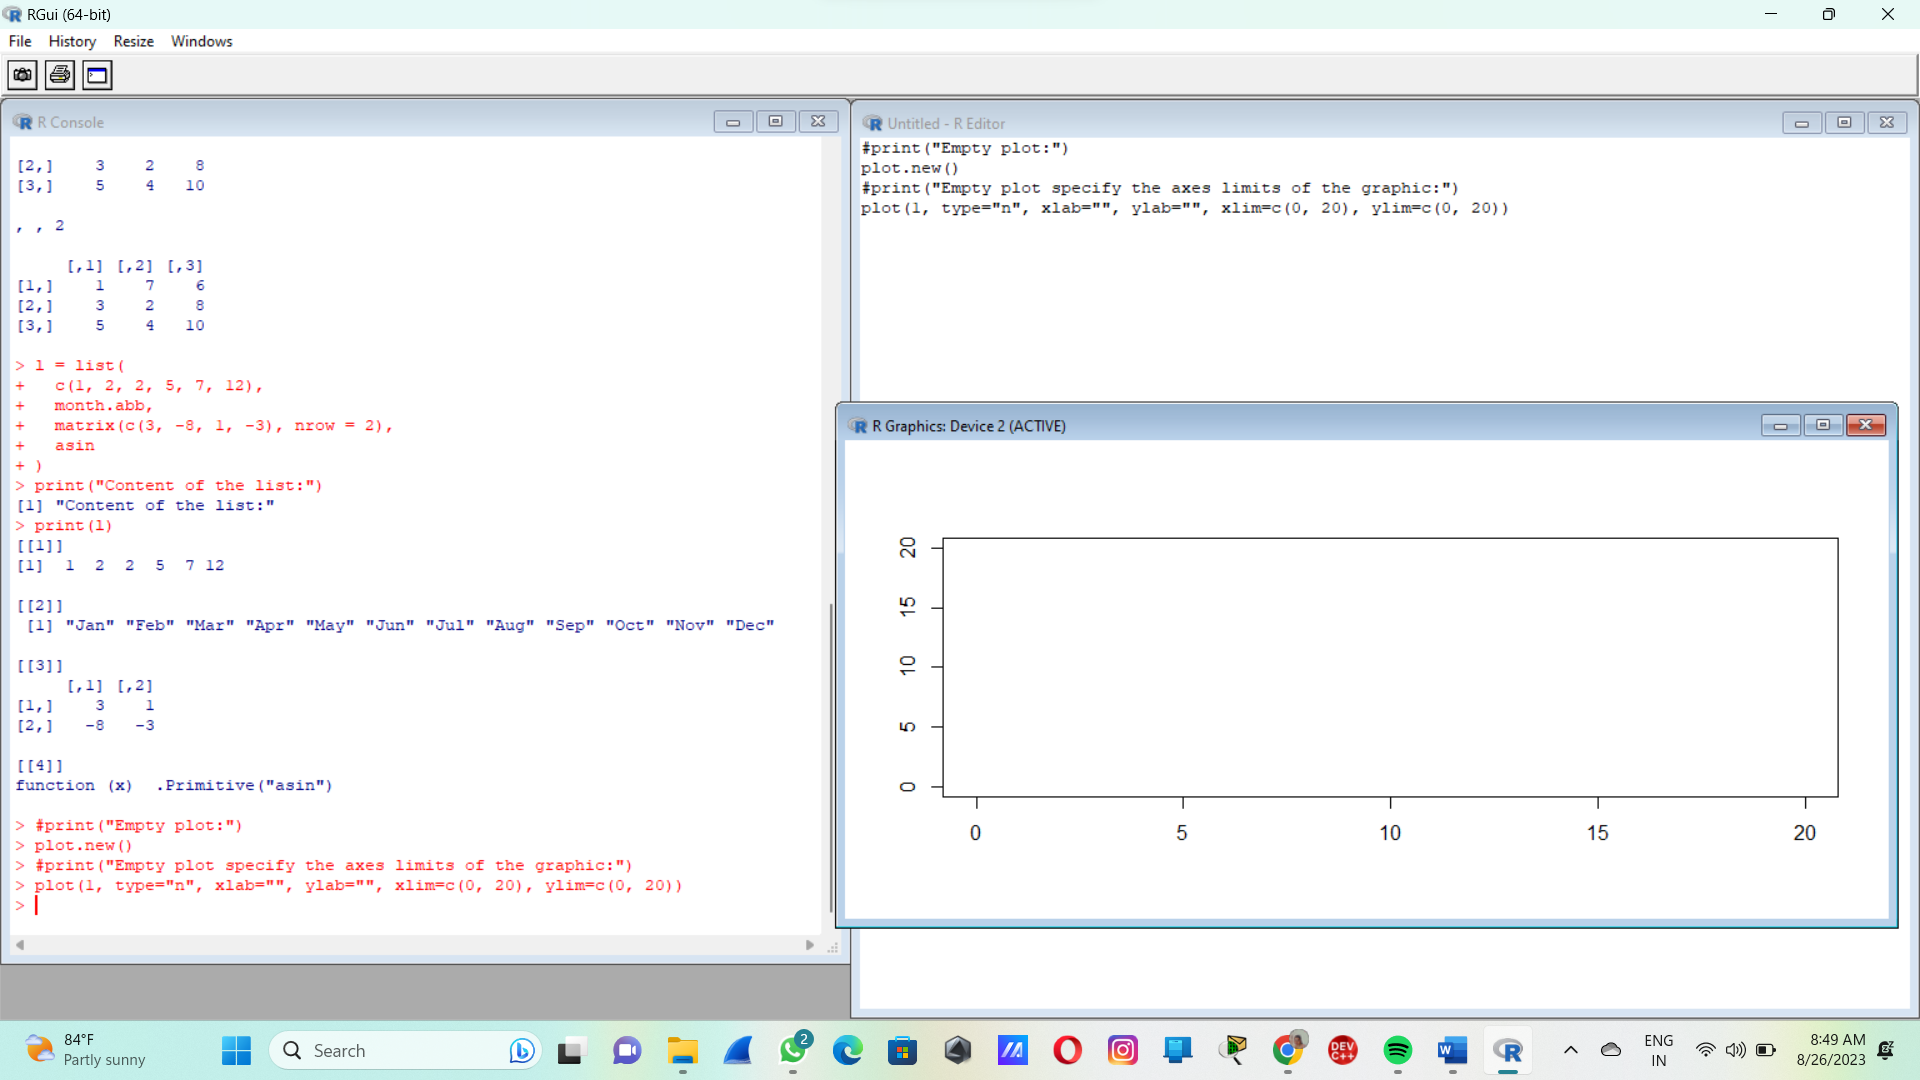 RGui (64-bit)
File History Resize Windows
R Console
[2,]    3    2    8
[3,]    5    4   10
, , 2
     [,1] [,2] [,3]
[1,]    1    7    6
[2,]    3    2    8
[3,]    5    4   10
> l = list(
+   c(1, 2, 2, 5, 7, 12),
+   month.abb,
+   matrix(c(3, -8, 1, -3), nrow = 2),
+   asin
+ )
> print("Content of the list:")
[1] "Content of the list:"
> print(l)
[[1]]
[1]  1  2  2  5  7 12
[[2]]
 [1] "Jan" "Feb" "Mar" "Apr" "May" "Jun" "Jul" "Aug" "Sep" "Oct" "Nov" "Dec"
[[3]]
     [,1] [,2]
[1,]    3    1
[2,]   -8   -3
[[4]]
function (x)  .Primitive("asin")
> #print("Empty plot:")
> plot.new()
> #print("Empty plot specify the axes limits of the graphic:")
> plot(1, type="n", xlab="", ylab="", xlim=c(0, 20), ylim=c(0, 20))
>
Untitled - R Editor
#print("Empty plot:")
plot.new()
#print("Empty plot specify the axes limits of the graphic:")
plot(1, type="n", xlab="", ylab="", xlim=c(0, 20), ylim=c(0, 20))
R Graphics: Device 2 (ACTIVE)
20
15
10
5
0
0 5 10 15 20
84°F
Partly sunny
Search
2
DEV
C++
W
R
ENG
IN
8:49 AM
8/26/2023